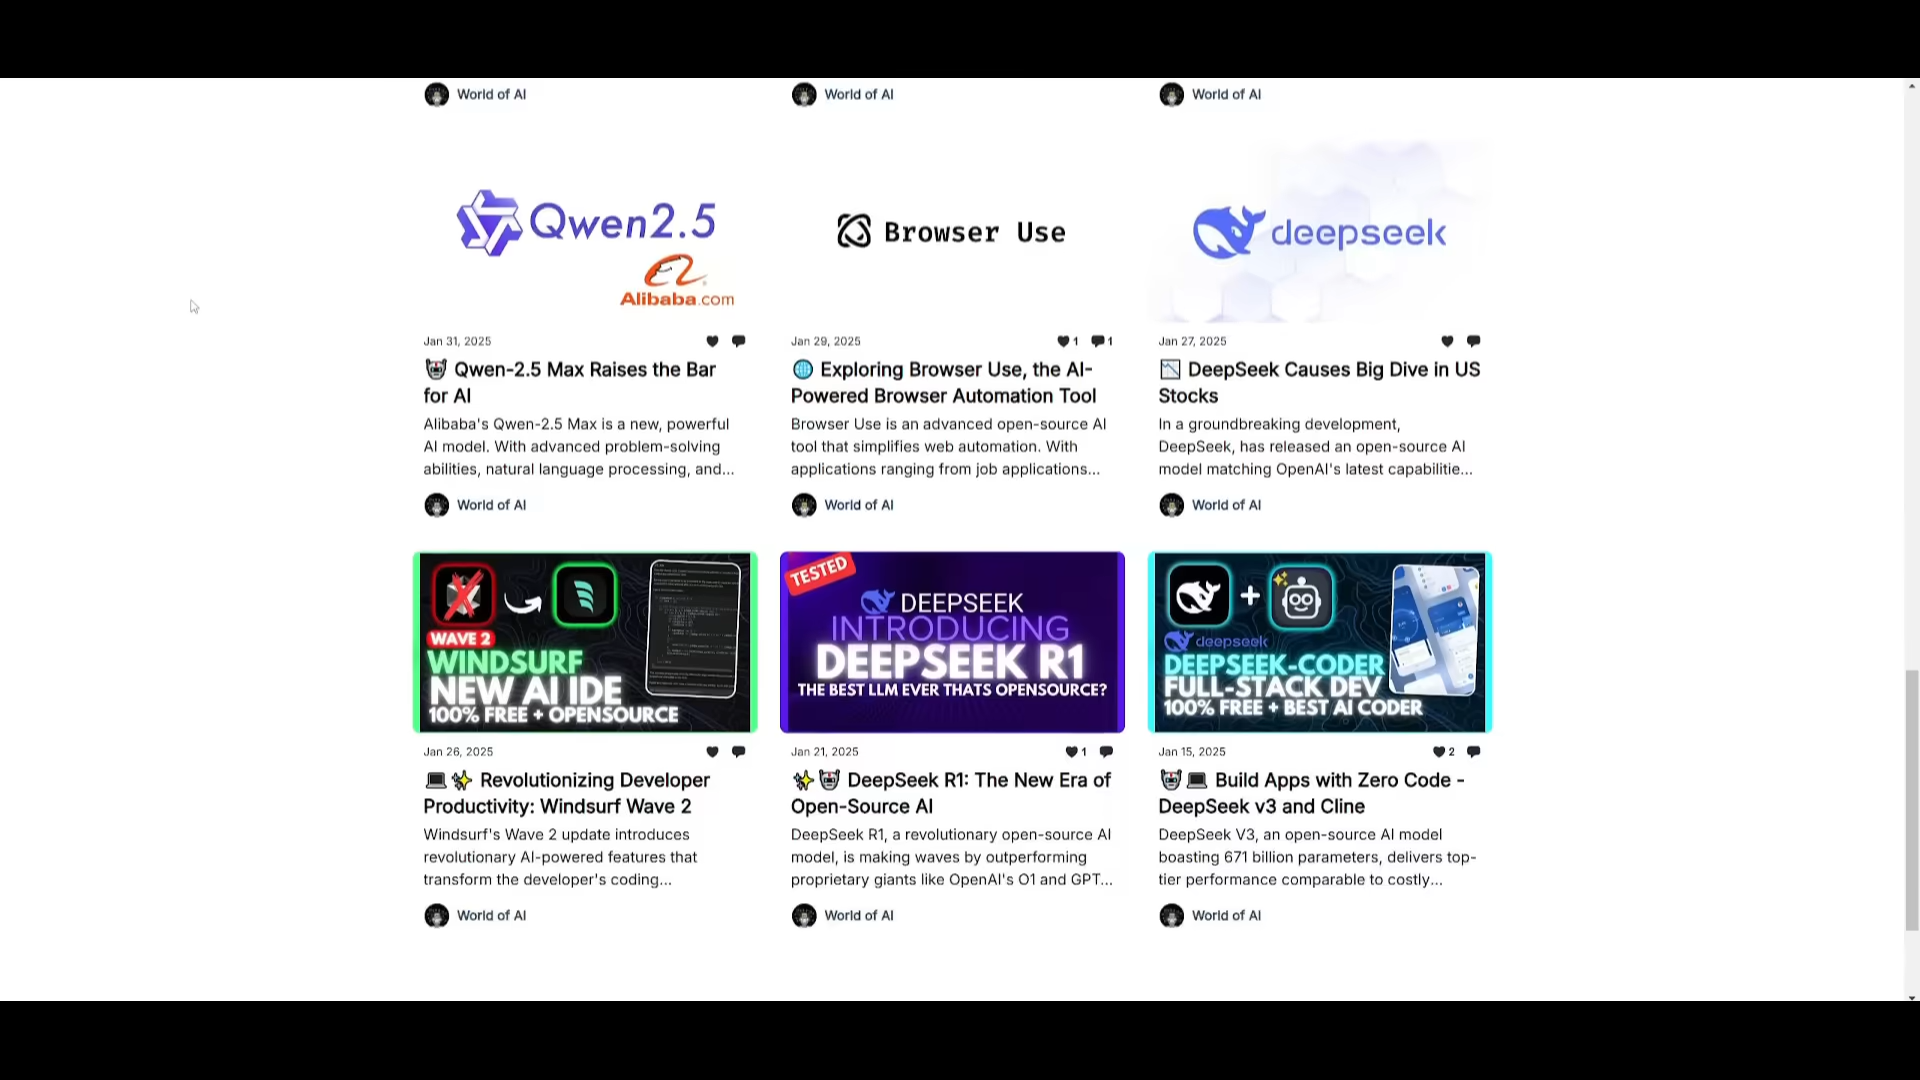 World of AI
World of AI
World of AI
Qwen2.5
Alibaba.com
Browser Use
deepseek
Jan 31, 2025
🤖 Qwen-2.5 Max Raises the Bar
for AI
Alibaba's Qwen-2.5 Max is a new, powerful
AI model. With advanced problem-solving
abilities, natural language processing, and...
World of AI
Jan 29, 2025
1
1
🌐 Exploring Browser Use, the AI-
Powered Browser Automation Tool
Browser Use is an advanced open-source AI
tool that simplifies web automation. With
applications ranging from job applications...
World of AI
Jan 27, 2025
📉 DeepSeek Causes Big Dive in US
Stocks
In a groundbreaking development,
DeepSeek, has released an open-source AI
model matching OpenAI's latest capabilitie...
World of AI
WAVE 2
WINDSURF
NEW AI IDE
100% FREE + OPENSOURCE
Jan 26, 2025
💻✨ Revolutionizing Developer
Productivity: Windsurf Wave 2
Windsurf's Wave 2 update introduces
revolutionary AI-powered features that
transform the developer's coding...
World of AI
TESTED
DEEPSEEK
INTRODUCING
DEEPSEEK R1
THE BEST LLM EVER THATS OPENSOURCE?
Jan 21, 2025
1
✨🤖 DeepSeek R1: The New Era of
Open-Source AI
DeepSeek R1, a revolutionary open-source AI
model, is making waves by outperforming
proprietary giants like OpenAI's O1 and GPT...
World of AI
+
deepseek
DEEPSEEK-CODER
FULL-STACK DEV
100% FREE + BEST AI CODER
Jan 15, 2025
2
🤖💻 Build Apps with Zero Code -
DeepSeek v3 and Cline
DeepSeek V3, an open-source AI model
boasting 671 billion parameters, delivers top-
tier performance comparable to costly...
World of AI